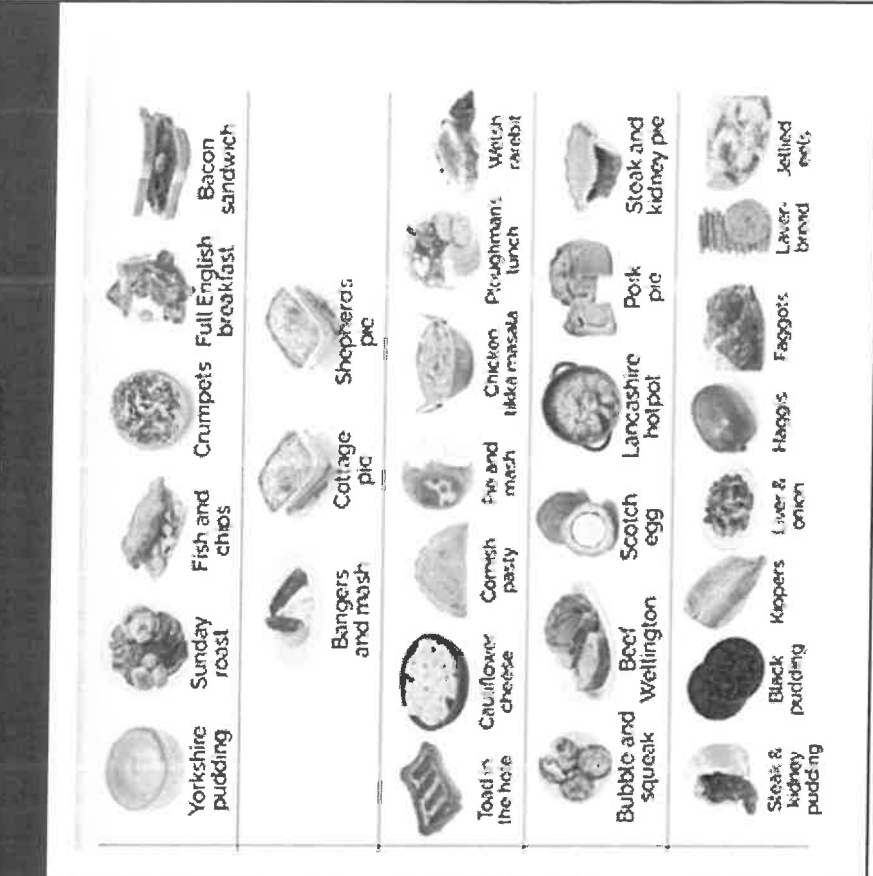 Yorkshire
pudding
Sunday
roast
Fish and
chips
Crumpets
Full English
breakfast
Bacon
sandwich
Bangers
and mash
Cottage
pie
Shepherds
pie
Toad in
the hole
Cauliflower
cheese
Cornish
pasty
Pie and
mash
Chicken
tikka masala
Ploughman's
lunch
Welsh
rarebit
Bubble and
squeak
Beef
Wellington
Scotch
egg
Lancashire
hotpot
Pork
pie
Steak and
kidney pie
Steak &
kidney
pudding
Black
pudding
Kippers
Liver &
onion
Haggis
Faggots
Laver-
bread
Jellied
eels